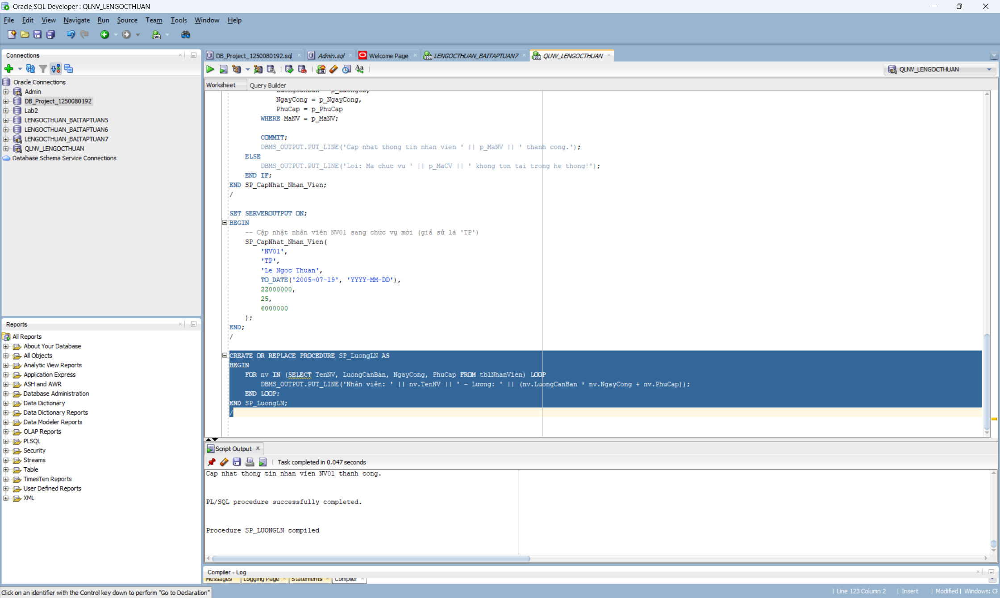 Oracle SQL Developer : QLNV_LENGOCTHUAN
File Edit View Navigate Run Source Team Tools Window Help
Connections
Oracle Connections
Admin
DB_Project_1250080192
Lab2
LENGOCTHUAN_BAITAPTUAN5
LENGOCTHUAN_BAITAPTUAN6
LENGOCTHUAN_BAITAPTUAN7
QLNV_LENGOCTHUAN
Database Schema Service Connections
Reports
All Reports
About Your Database
All Objects
Analytic View Reports
Application Express
ASH and AWR
Database Administration
Data Dictionary
Data Dictionary Reports
Data Modeler Reports
OLAP Reports
PLSQL
Security
Streams
Table
TimesTen Reports
User Defined Reports
XML
DB_Project_1250080192.sql Admin.sql Welcome Page LENGOCTHUAN_BAITAPTUAN7 QLNV_LENGOCTHUAN
QLNV_LENGOCTHUAN
Worksheet Query Builder
NgayCong = p_NgayCong,
PhuCap = p_PhuCap
WHERE MaNV = p_MaNV;
COMMIT;
DBMS_OUTPUT.PUT_LINE('Cap nhat thong tin nhan vien ' || p_MaNV || ' thanh cong.');
ELSE
DBMS_OUTPUT.PUT_LINE('Loi: Ma chuc vu ' || p_MaCV || ' khong ton tai trong he thong!');
END IF;
END SP_CapNhat_Nhan_Vien;
/
SET SERVEROUTPUT ON;
BEGIN
-- Cập nhật nhân viên NV01 sang chức vụ mới (giả sử là 'TP')
SP_CapNhat_Nhan_Vien(
'NV01',
'TP',
'Le Ngoc Thuan',
TO_DATE('2005-07-19', 'YYYY-MM-DD'),
22000000,
25,
6000000
);
END;
/
CREATE OR REPLACE PROCEDURE SP_LuongLN AS
BEGIN
FOR nv IN (SELECT TenNV, LuongCanBan, NgayCong, PhuCap FROM tblNhanVien) LOOP
DBMS_OUTPUT.PUT_LINE('Nhân viên: ' || nv.TenNV || ' - Lương: ' || (nv.LuongCanBan * nv.NgayCong + nv.PhuCap));
END LOOP;
END SP_LuongLN;
/
Script Output
Task completed in 0.047 seconds
Cap nhat thong tin nhan vien NV01 thanh cong.
PL/SQL procedure successfully completed.
Procedure SP_LUONGLN compiled
Compiler - Log
Messages Logging Page Statements Compiler
Click on an identifier with the Control key down to perform "Go to Declaration"
Line 123 Column 2 | Insert | Modified | Windows: